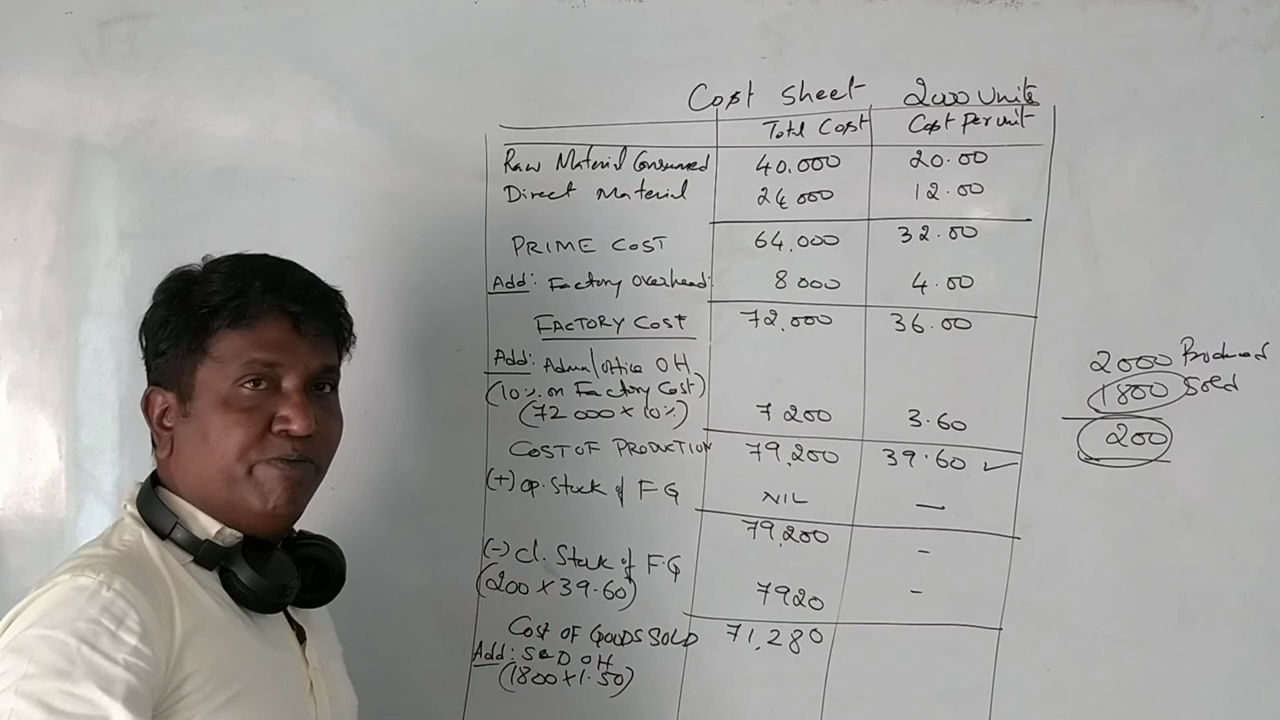 Cost Sheet 2000 Units
Total Cost Cost Per unit
Raw Material Consumed 40,000 20.00
Direct Material 24,000 12.00
PRIME COST 64,000 32.00
Add: Factory Overhead: 8000 4.00
FACTORY COST 72,000 36.00
Add: Admn/office OH
(10% on Factory Cost)
(72000 x 10%) 7200 3.60
COST OF PRODUCTION 79,200 39.60 ✓
(+) Op. Stock of F G NIL —
79,200 -
(-) Cl. Stock of F.G
(200 x 39.60) 7920 -
COST OF GOODS SOLD 71,280
Add: S&D OH
(1800 x 1.50)
2000 Produced
1800 Sold
200